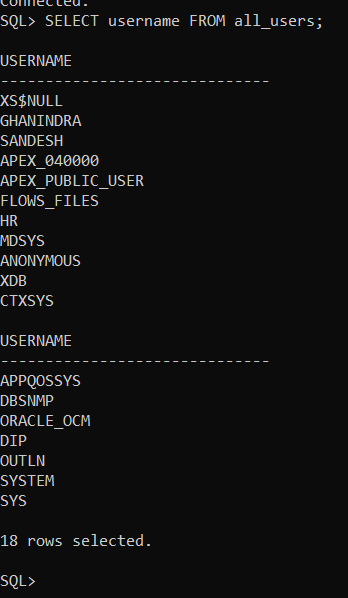 Connected.
SQL> SELECT username FROM all_users;
USERNAME
------------------------------
XS$NULL
GHANINDRA
SANDESH
APEX_040000
APEX_PUBLIC_USER
FLOWS_FILES
HR
MDSYS
ANONYMOUS
XDB
CTXSYS
USERNAME
------------------------------
APPQOSSYS
DBSNMP
ORACLE_OCM
DIP
OUTLN
SYSTEM
SYS
18 rows selected.
SQL>